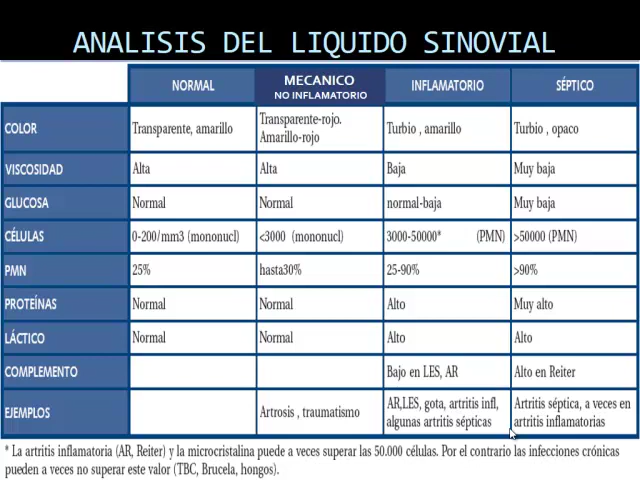 ANALISIS DEL LIQUIDO SINOVIAL
NORMAL
MECANICO
NO INFLAMATORIO
INFLAMATORIO
SÉPTICO
COLOR
Transparente, amarillo
Transparente-rojo.
Amarillo-rojo
Turbio , amarillo
Turbio , opaco
VISCOSIDAD
Alta
Alta
Baja
Muy baja
GLUCOSA
Normal
Normal
normal-baja
Muy baja
CÉLULAS
0-200/mm3 (mononucl)
<3000 (mononucl)
3000-50000* (PMN)
>50000 (PMN)
PMN
25%
hasta30%
25-90%
>90%
PROTEÍNAS
Normal
Normal
Alto
Muy alto
LÁCTICO
Normal
Normal
Alto
Alto
COMPLEMENTO
Bajo en LES, AR
Alto en Reiter
EJEMPLOS
Artrosis , traumatismo
AR,LES, gota, artritis infl,
algunas artritis sépticas
Artritis séptica, a veces en
artritis inflamatorias
* La artritis inflamatoria (AR, Reiter) y la microcristalina puede a veces superar las 50.000 células. Por el contrario las infecciones crónicas
pueden a veces no superar este valor (TBC, Brucela, hongos).